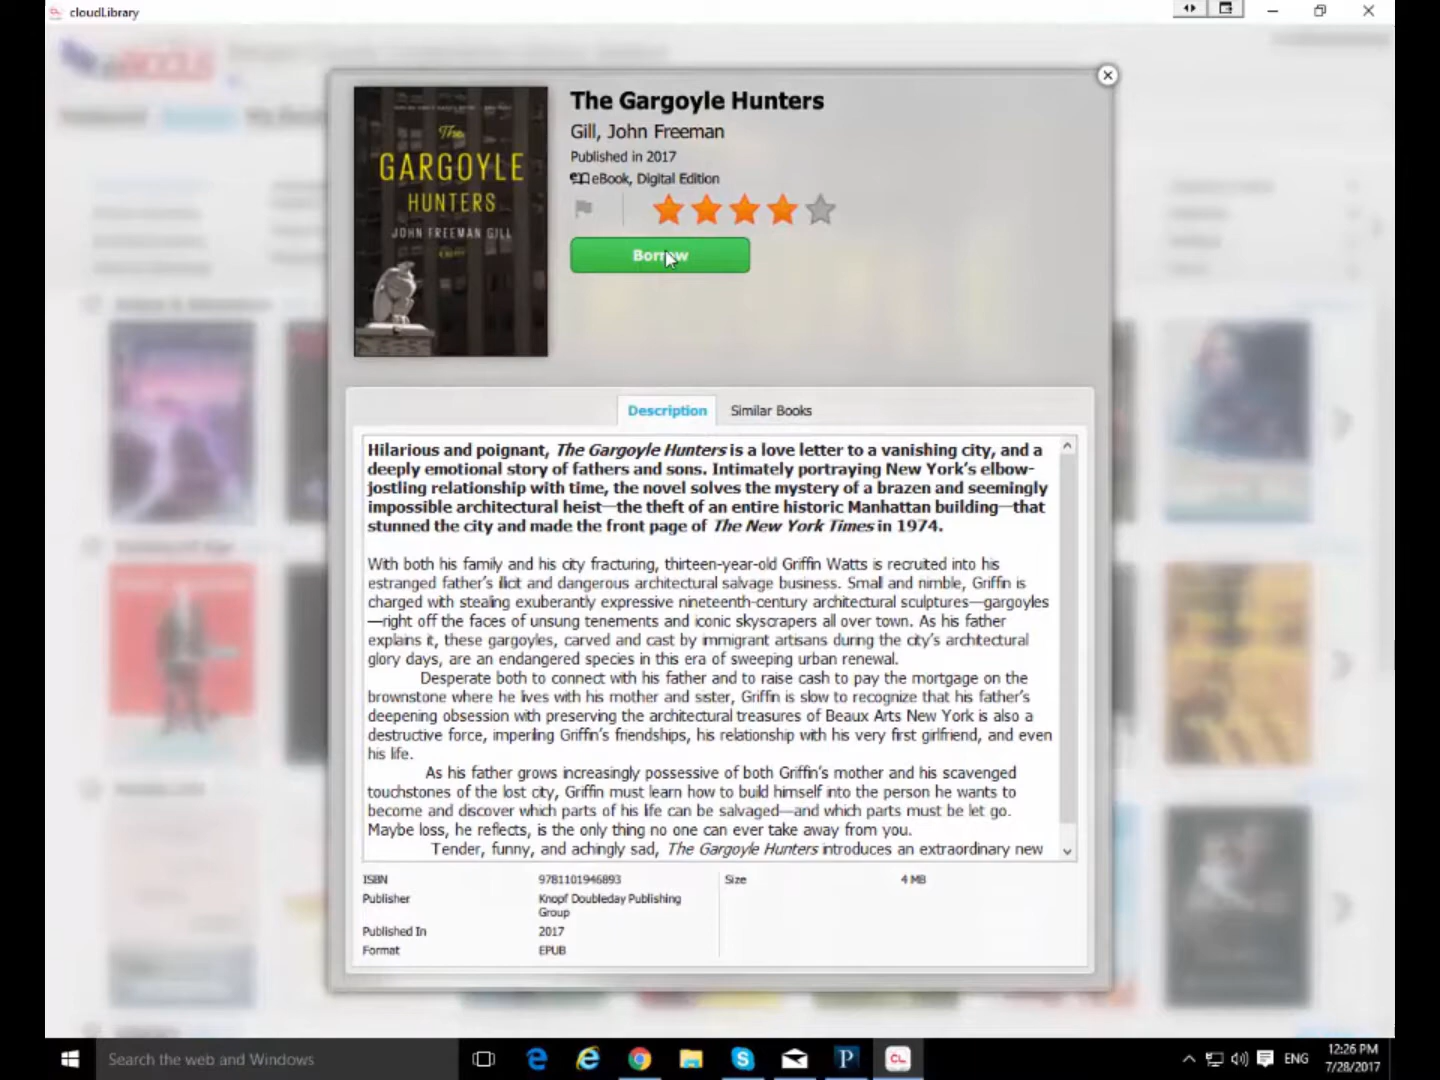 cloudLibrary
The
GARGOYLE
HUNTERS
JOHN FREEMAN GILL
The Gargoyle Hunters
Gill, John Freeman
Published in 2017
eBook, Digital Edition
Borrow
Description
Similar Books
Hilarious and poignant, The Gargoyle Hunters is a love letter to a vanishing city, and a
deeply emotional story of fathers and sons. Intimately portraying New York's elbow-
jostling relationship with time, the novel solves the mystery of a brazen and seemingly
impossible architectural heist—the theft of an entire historic Manhattan building—that
stunned the city and made the front page of The New York Times in 1974.
With both his family and his city fracturing, thirteen-year-old Griffin Watts is recruited into his
estranged father's illicit and dangerous architectural salvage business. Small and nimble, Griffin is
charged with stealing exuberantly expressive nineteenth-century architectural sculptures—gargoyles
—right off the faces of unsung tenements and iconic skyscrapers all over town. As his father
explains it, these gargoyles, carved and cast by immigrant artisans during the city's architectural
glory days, are an endangered species in this era of sweeping urban renewal.
Desperate both to connect with his father and to raise cash to pay the mortgage on the
brownstone where he lives with his mother and sister, Griffin is slow to recognize that his father's
deepening obsession with preserving the architectural treasures of Beaux Arts New York is also a
destructive force, imperiling Griffin's friendships, his relationship with his very first girlfriend, and even
his life.
As his father grows increasingly possessive of both Griffin's mother and his scavenged
touchstones of the lost city, Griffin must learn how to build himself into the person he wants to
become and discover which parts of his life can be salvaged—and which parts must be let go.
Maybe loss, he reflects, is the only thing no one can ever take away from you.
Tender, funny, and achingly sad, The Gargoyle Hunters introduces an extraordinary new
ISBN 9781101946893 Size 4 MB
Publisher Knopf Doubleday Publishing
Group
Published In 2017
Format EPUB
Search the web and Windows
ENG
12:26 PM
7/28/2017